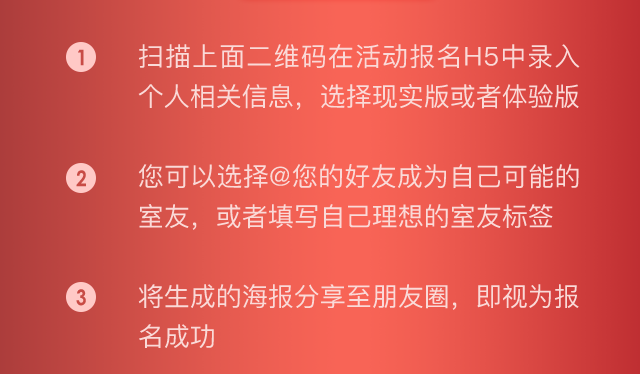 1 扫描上面二维码在活动报名H5中录入
个人相关信息，选择现实版或者体验版
2 您可以选择@您的好友成为自己可能的
室友，或者填写自己理想的室友标签
3 将生成的海报分享至朋友圈，即视为报
名成功